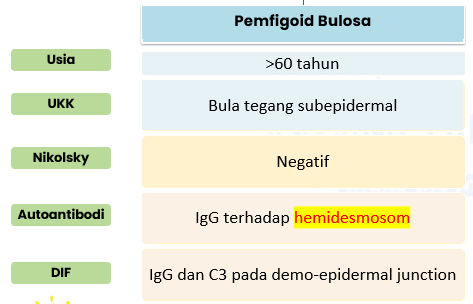 Pemfigoid Bulosa
Usia
>60 tahun
UKK
Bula tegang subepidermal
Nikolsky
Negatif
Autoantibodi
IgG terhadap hemidesmosom
DIF
IgG dan C3 pada demo-epidermal junction